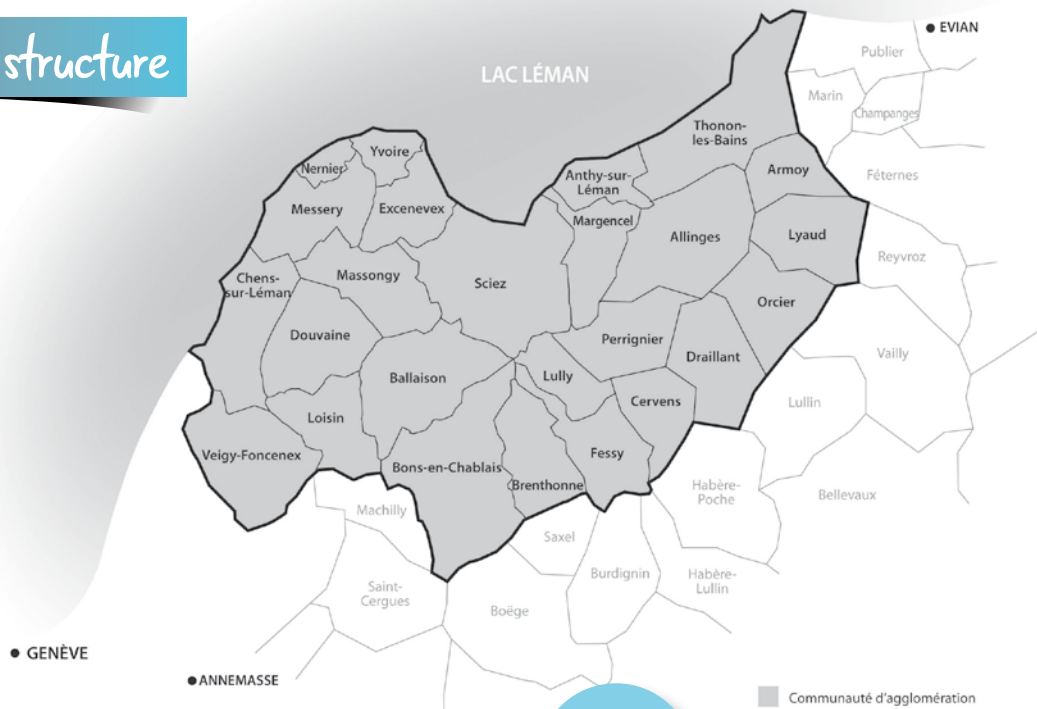 structure
LAC LÉMAN
EVIAN
Publier
Marin
Champanges
Thonon-
les-Bains
Yvoire
Nernier
Anthy-sur-
Léman
Armoy
Féternes
Messery
Excenevex
Margencel
Allinges
Lyaud
Reyvroz
Chens-
sur-Léman
Massongy
Sciez
Orcier
Douvaine
Perrignier
Draillant
Vailly
Ballaison
Lully
Cervens
Lullin
Loisin
Veigy-Foncenex
Bons-en-Chablais
Fessy
Brenthonne
Habère-
Poche
Bellevaux
Machilly
Saxel
Saint-
Cergues
Burdignin
Habère-
Lullin
Boëge
GENÈVE
ANNEMASSE
Communauté d'agglomération